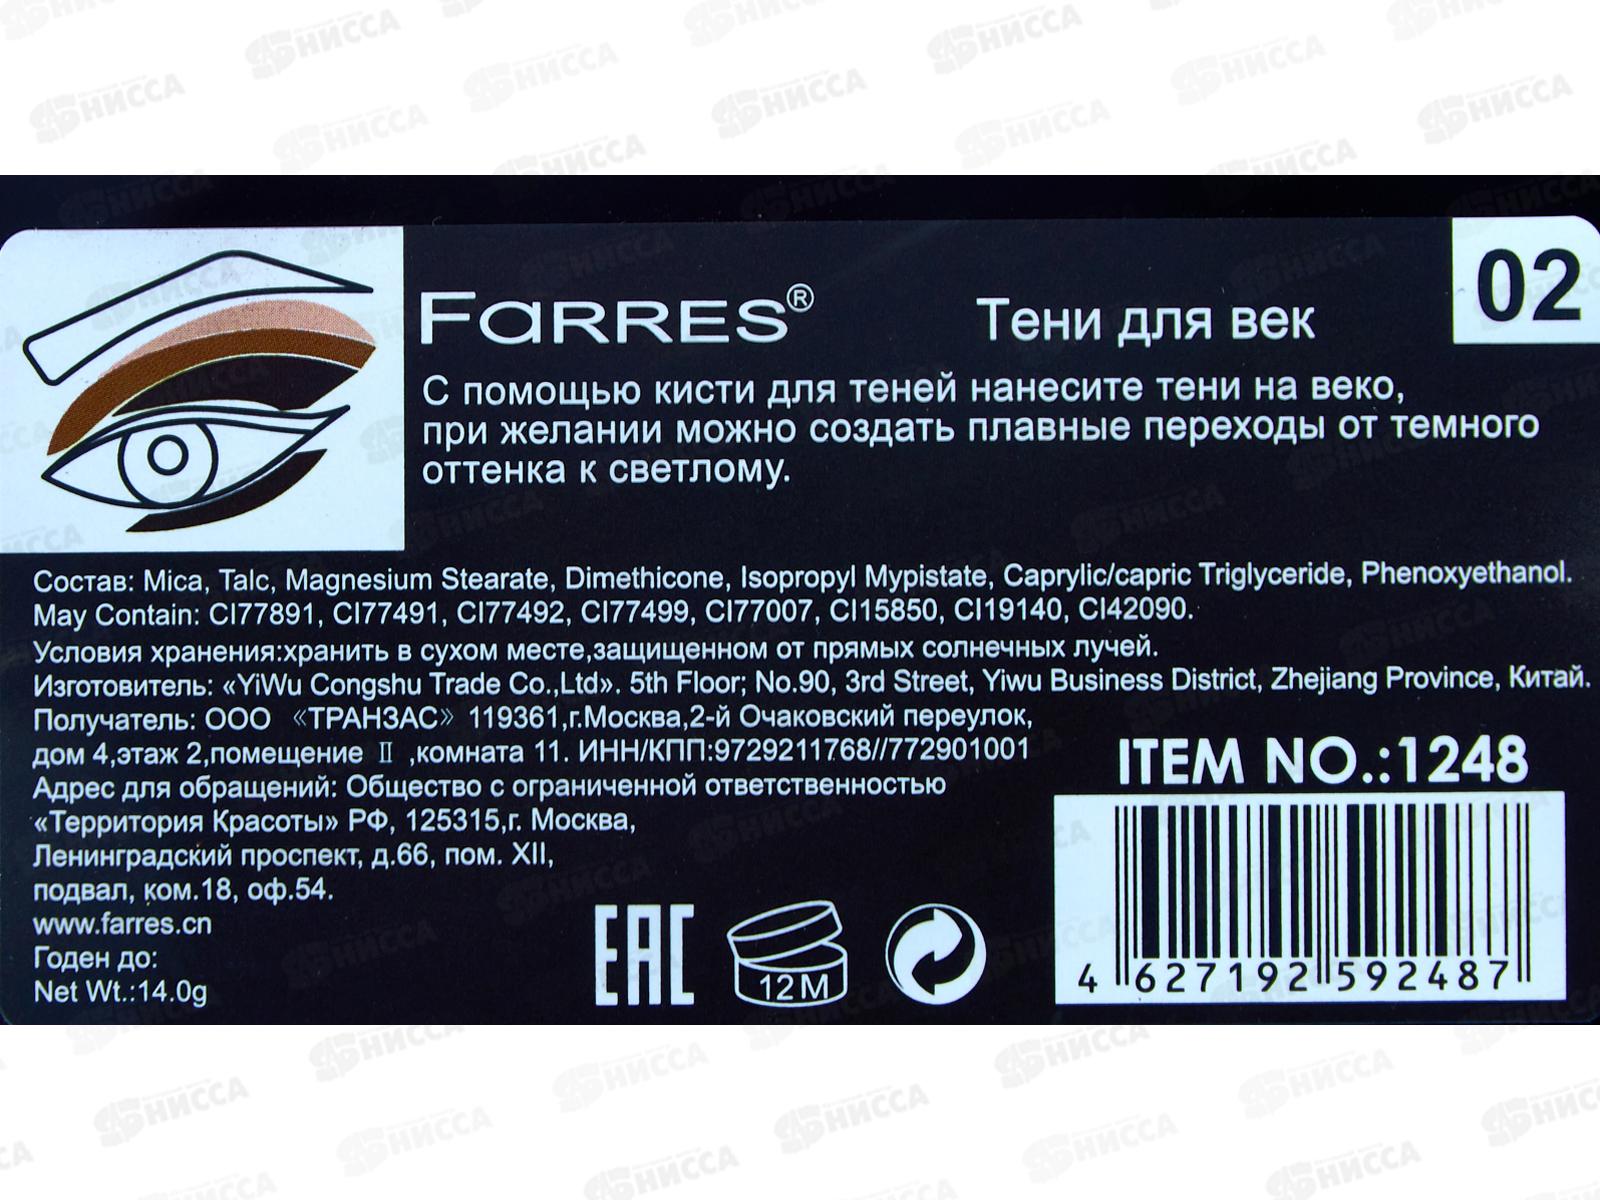 FARRES®
Тени для век
02
С помощью кисти для теней нанесите тени на веко,
при желании можно создать плавные переходы от темного
оттенка к светлому.
Состав: Mica, Talc, Magnesium Stearate, Dimethicone, Isopropyl Mypistate, Caprylic/capric Triglyceride, Phenoxyethanol.
May Contain: CI77891, CI77491, CI77492, CI77499, CI77007, CI15850, CI19140, CI42090.
Условия хранения:хранить в сухом месте,защищенном от прямых солнечных лучей.
Изготовитель: «YiWu Congshu Trade Co.,Ltd». 5th Floor; No.90, 3rd Street, Yiwu Business District, Zhejiang Province, Китай.
Получатель: ООО 《ТРАНЗАС》 119361,г.Москва,2-й Очаковский переулок,
дом 4,этаж 2,помещение Ⅱ ,комната 11. ИНН/КПП:9729211768//772901001
Адрес для обращений: Общество с ограниченной ответственностью
«Территория Красоты» РФ, 125315,г. Москва,
Ленинградский проспект, д.66, пом. XII,
подвал, ком.18, оф.54.
www.farres.cn
Годен до:
Net Wt.:14.0g
EAC
12M
ITEM NO.:1248
4 627192 592487